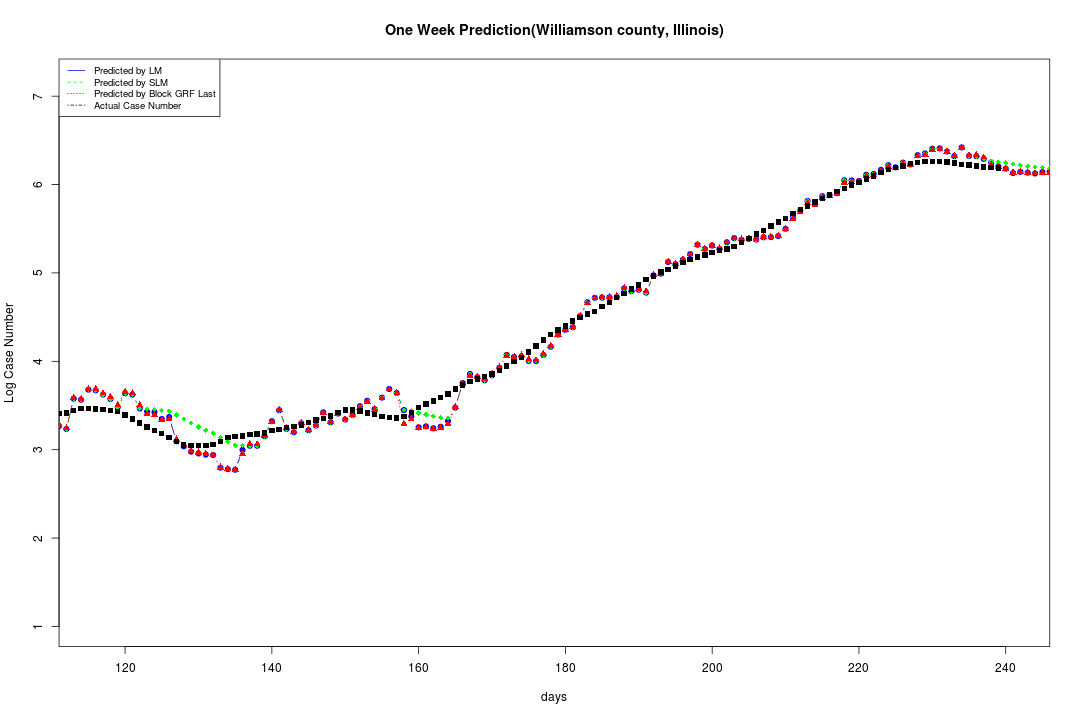 One Week Prediction(Williamson county, Illinois)
Predicted by LM
Predicted by SLM
Predicted by Block GRF Last
Actual Case Number
7
6
5
4
3
2
1
Log Case Number
120 140 160 180 200 220 240
days